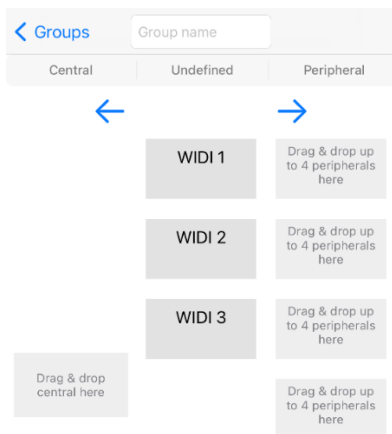 Groups
Group name
Central
Undefined
Peripheral
WIDI 1
Drag & drop up
to 4 peripherals
here
WIDI 2
Drag & drop up
to 4 peripherals
here
WIDI 3
Drag & drop up
to 4 peripherals
here
Drag & drop
central here
Drag & drop up
to 4 peripherals
here